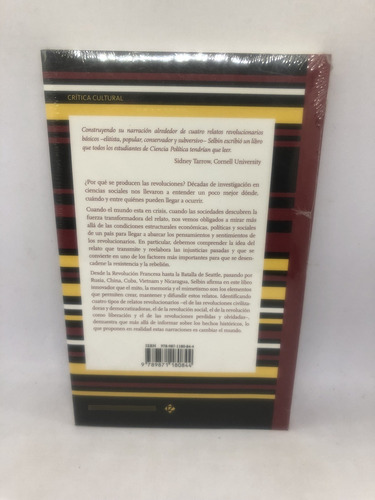 CRÍTICA CULTURAL
Construyendo su narración alrededor de cuatro relatos revolucionarios
básicos –elitista, popular, conservador y subversivo– Selbin escribió un libro
que todos los estudiantes de Ciencia Política tendrían que leer.
Sidney Tarrow, Cornell University
¿Por qué se producen las revoluciones? Décadas de investigación en
ciencias sociales nos llevaron a entender un poco mejor dónde,
cuándo y entre quiénes pueden llegar a ocurrir.
Cuando el mundo está en crisis, cuando las sociedades descubren la
fuerza transformadora del relato, nos vemos obligados a mirar más
allá de las condiciones estructurales económicas, políticas y sociales
de un país para llegar a abarcar los pensamientos y sentimientos de
los revolucionarios. En particular, debemos comprender la idea del
relato que transmite y reelabora las injusticias pasadas y que se
convierte en uno de los factores más importantes para que se desen-
cadene la resistencia y la rebelión.
Desde la Revolución Francesa hasta la Batalla de Seattle, pasando por
Rusia, China, Cuba, Vietnam y Nicaragua, Selbin afirma en este libro
innovador que el mito, la memoria y el mimetismo son los elementos
que permiten crear, mantener y difundir estos relatos. Identificando
cuatro tipos de relatos revolucionarios –el de las revoluciones civiliza-
doras y democratizadoras, el de la revolución social, el de la revolución
como liberación y el de las revoluciones perdidas y olvidadas–,
demuestra que más allá de informar sobre los hechos históricos, lo
que proponen en realidad estas narraciones es cambiar el mundo.
ISBN 978-987-1180-84-4
9 789871 180844